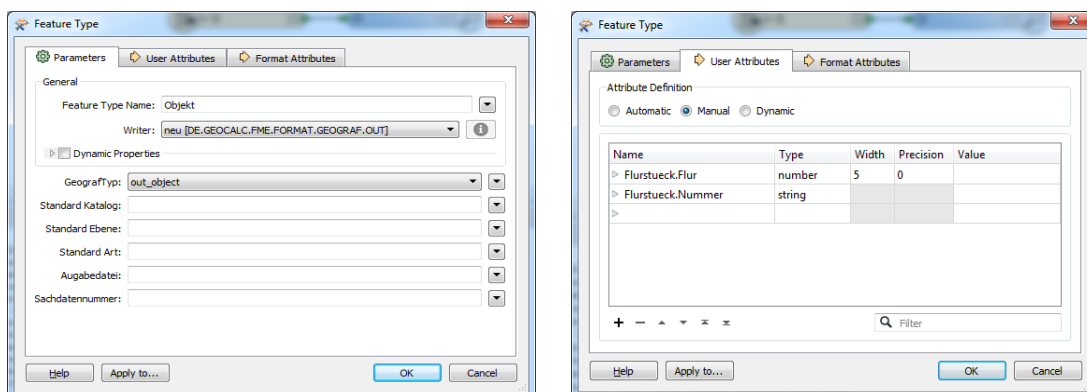 Feature Type
Parameters User Attributes Format Attributes
General
Feature Type Name: Objekt
Writer: neu [DE.GEOCALC.FME.FORMAT.GEOGRAF.OUT]
Dynamic Properties
GeografTyp: out_object
Standard Katalog:
Standard Ebene:
Standard Art:
Augabedatei:
Sachdatennummer:
Help Apply to... OK Cancel
Feature Type
Parameters User Attributes Format Attributes
Attribute Definition
Automatic Manual Dynamic
Name Type Width Precision Value
Flurstueck.Flur number 5 0
Flurstueck.Nummer string
Filter
Help Apply to... OK Cancel